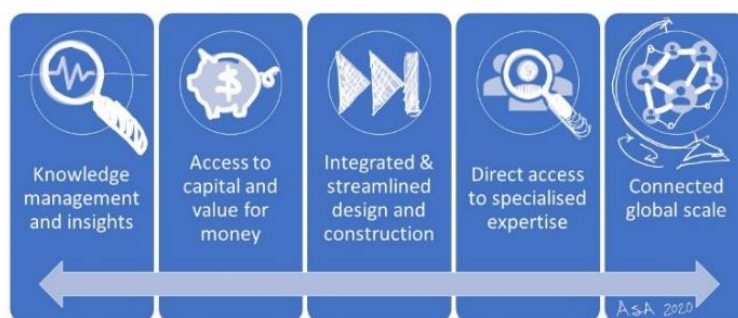 $
Knowledge
management
and insights
Access to
capital and
value for
money
Integrated &
streamlined
design and
construction
Direct access
to specialised
expertise
Connected
global scale
ASA 2020